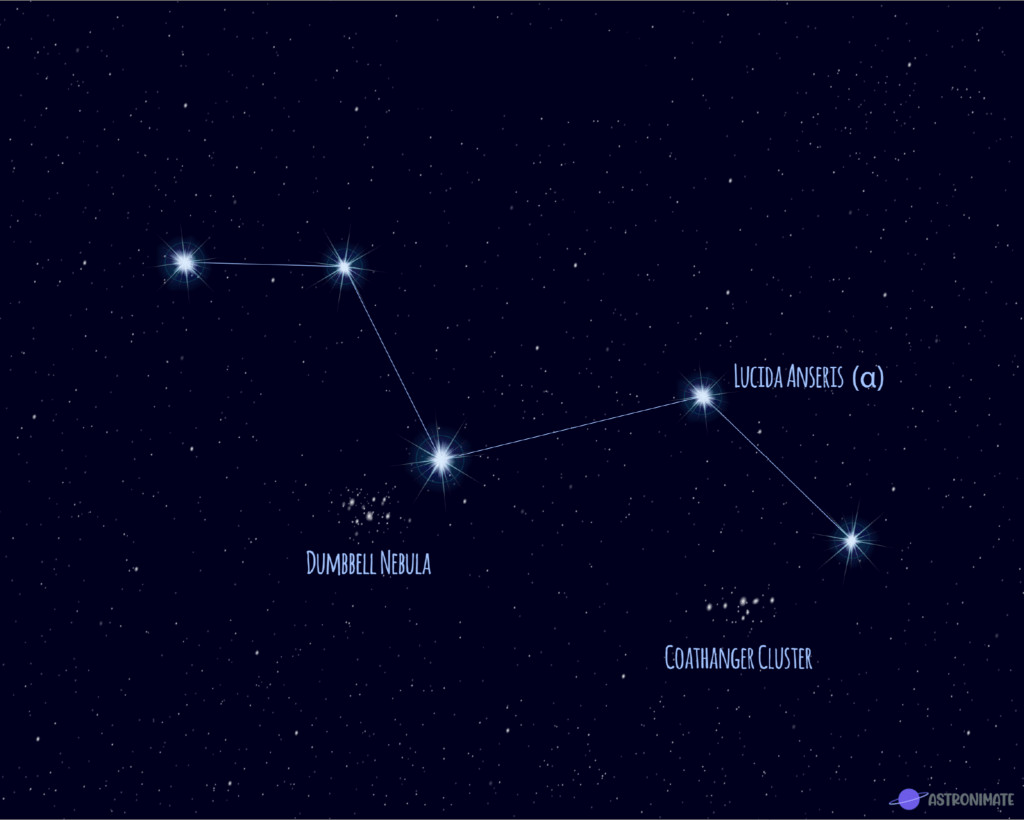 Lucida Anseris (α)
Dumbbell Nebula
Coathanger Cluster
ASTRONIMATE